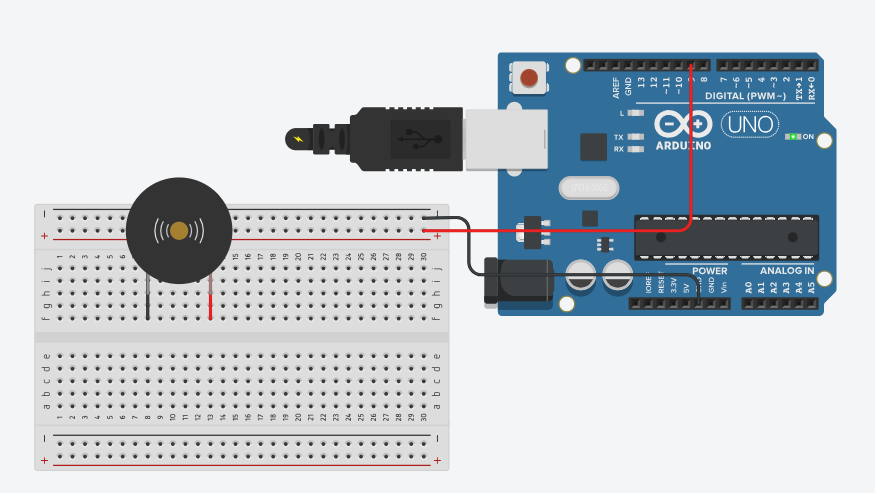 AREF
GND
13
12
~11
~10
8
7
~6
~5
4
~3
2
TX→1
RX←0
DIGITAL (PWM~)
L
TX
RX
UNO
ON
ARDUINO
− −
+ +
1 2 3 4 5 6 15 16 17 18 19 20 21 22 23 24 25 26 27 28 29 30
j j
i i
h h
g g
f f
POWER
ANALOG IN
IOREF
RESET
3.3V
5V
GND
GND
Vin
A0
A1
A2
A3
A4
A5
e e
d d
c c
b b
a a
1 2 3 4 5 6 7 8 9 10 11 12 13 14 15 16 17 18 19 20 21 22 23 24 25 26 27 28 29 30
− −
+ +